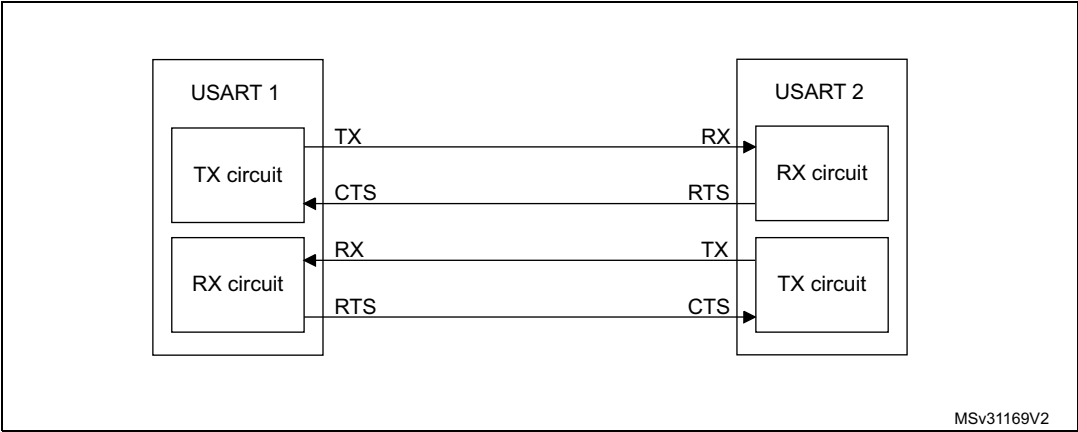 USART 1
USART 2
TX
RX
TX circuit
RX circuit
CTS
RTS
RX
TX
RX circuit
TX circuit
RTS
CTS
MSv31169V2